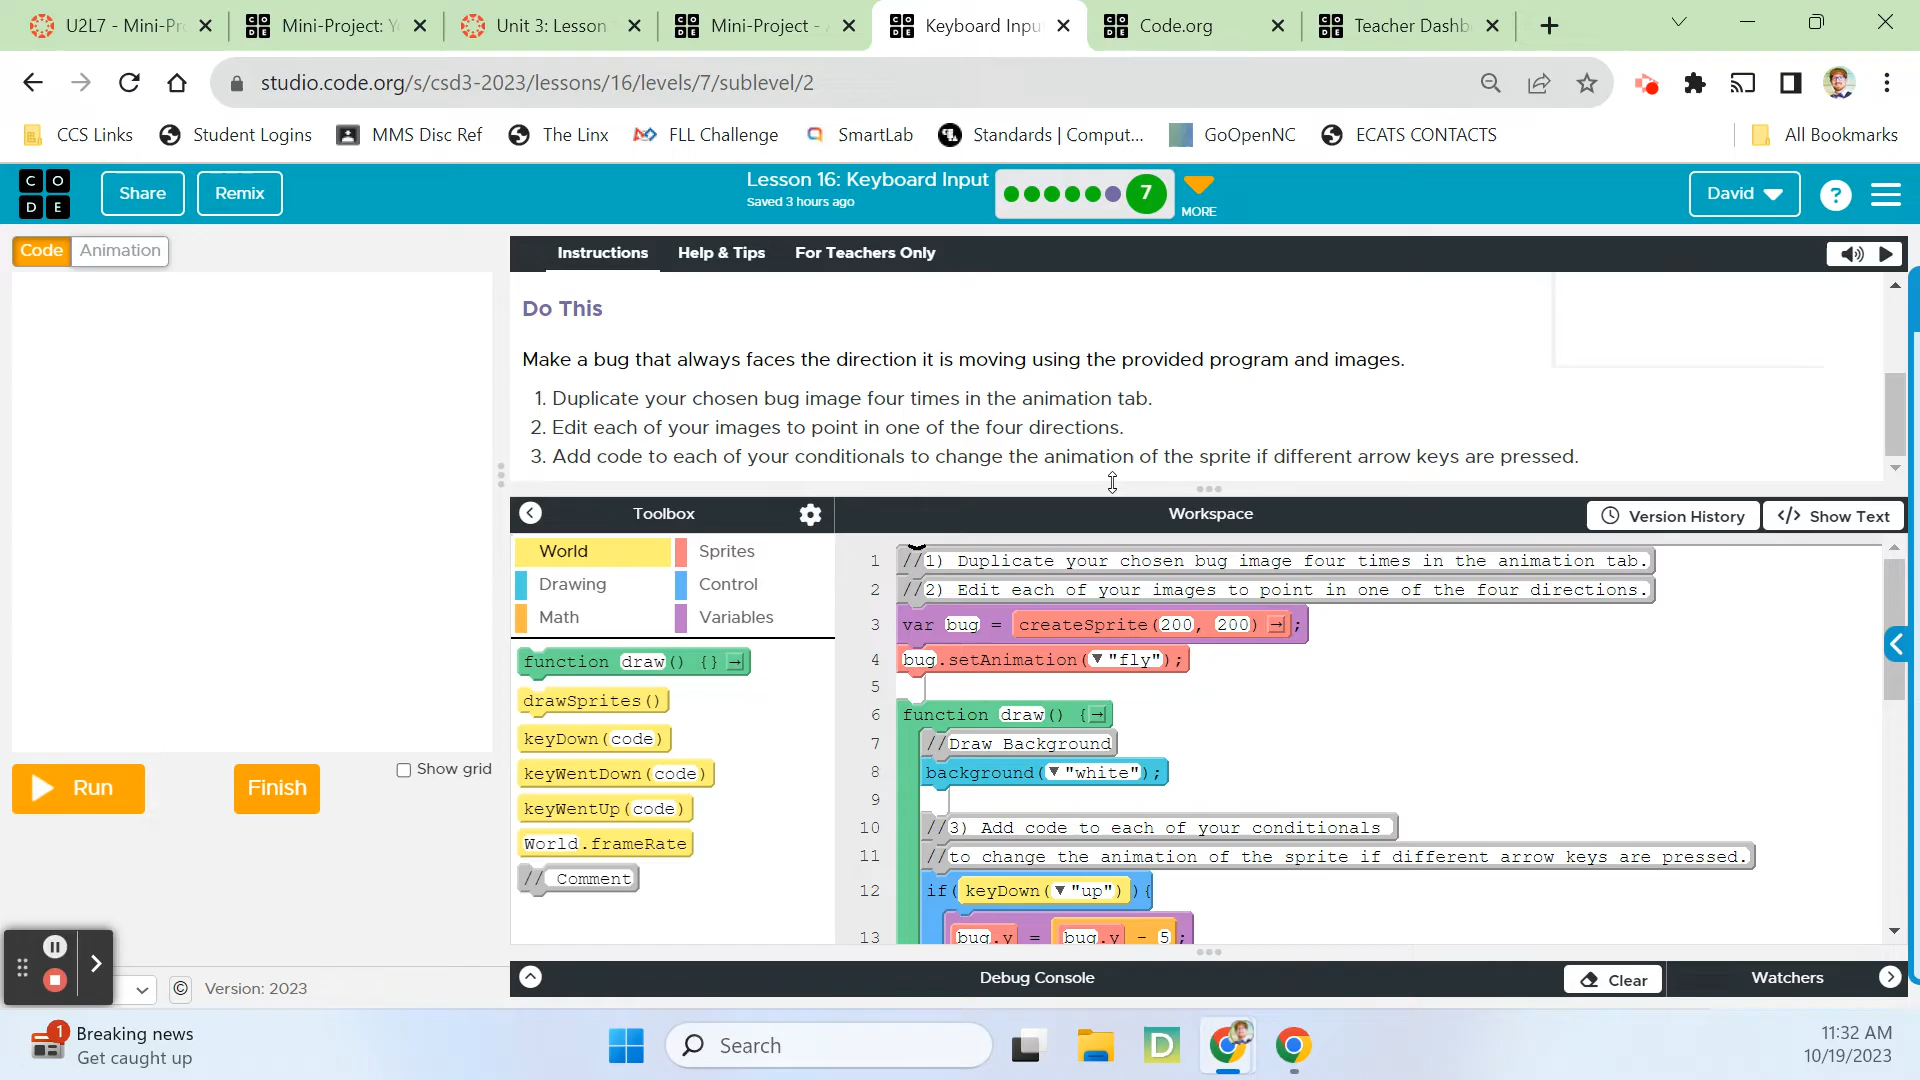 U2L7 - Mini-Pr
Mini-Project: Y
Unit 3: Lesson
Mini-Project -
Keyboard Inpu
Code.org
Teacher Dashb
studio.code.org/s/csd3-2023/lessons/16/levels/7/sublevel/2
CCS Links
Student Logins
MMS Disc Ref
The Linx
FLL Challenge
SmartLab
Standards | Comput...
GoOpenNC
ECATS CONTACTS
All Bookmarks
C O
D E
Share
Remix
Lesson 16: Keyboard Input
Saved 3 hours ago
7
MORE
David
?
Code
Animation
Instructions
Help & Tips
For Teachers Only
Do This
Make a bug that always faces the direction it is moving using the provided program and images.
1. Duplicate your chosen bug image four times in the animation tab.
2. Edit each of your images to point in one of the four directions.
3. Add code to each of your conditionals to change the animation of the sprite if different arrow keys are pressed.
Toolbox
Workspace
Version History
</> Show Text
World
Sprites
Drawing
Control
Math
Variables
function draw() {}
drawSprites()
keyDown(code)
keyWentDown(code)
keyWentUp(code)
World.frameRate
// Comment
1 //1) Duplicate your chosen bug image four times in the animation tab.
2 //2) Edit each of your images to point in one of the four directions.
3 var bug = createSprite(200, 200);
4 bug.setAnimation("fly");
5
6 function draw() {
7 //Draw Background
8 background("white");
9
10 //3) Add code to each of your conditionals
11 //to change the animation of the sprite if different arrow keys are pressed.
12 if(keyDown("up")){
13 bug.y = bug.y - 5;
Run
Finish
Show grid
Version: 2023
Debug Console
Clear
Watchers
1
Breaking news
Get caught up
Search
D
11:32 AM
10/19/2023